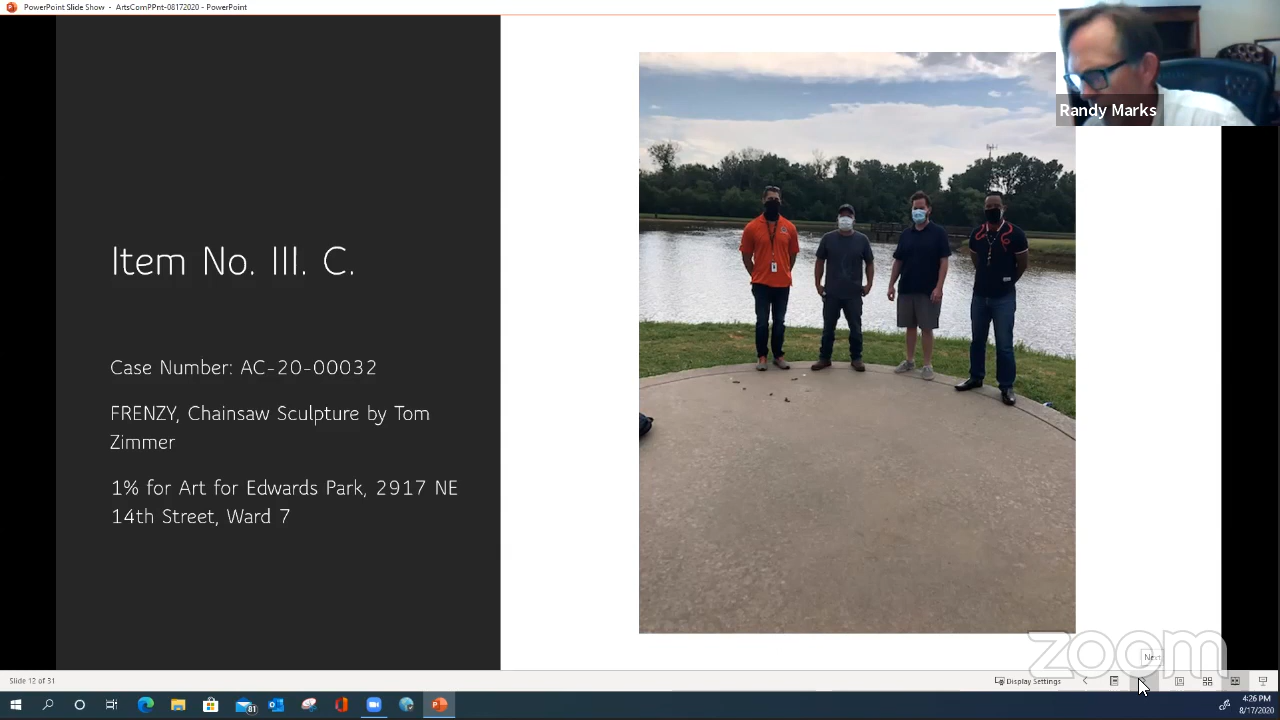 PowerPoint Slide Show - ArtsComPPnt-08172020 - PowerPoint
Randy Marks
Item No. III. C.
Case Number: AC-20-00032
FRENZY, Chainsaw Sculpture by Tom
Zimmer
1% for Art for Edwards Park, 2917 NE
14th Street, Ward 7
zoom
Next
Slide 12 of 31
Display Settings
81
4:26 PM
8/17/2020